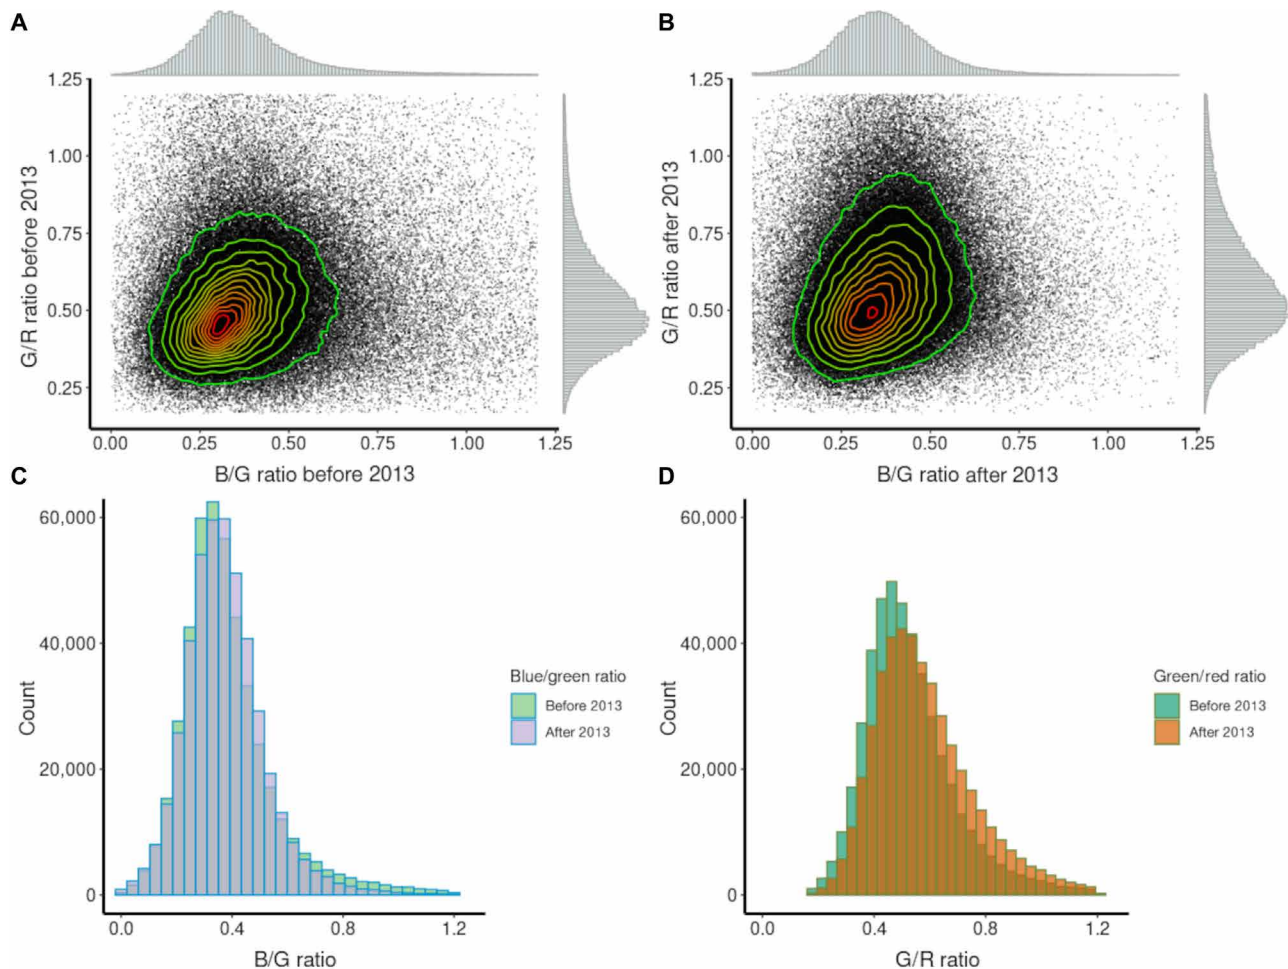 A
B
1.25
1.00
0.75
0.50
0.25
G/R ratio before 2013
0.00
0.25
0.50
0.75
1.00
1.25
B/G ratio before 2013
1.25
1.00
0.75
0.50
0.25
G/R ratio after 2013
0.00
0.25
0.50
0.75
1.00
1.25
B/G ratio after 2013
C
60,000
40,000
20,000
0
Count
0.0
0.4
0.8
1.2
B/G ratio
Blue/green ratio
Before 2013
After 2013
D
60,000
40,000
20,000
0
Count
0.0
0.4
0.8
1.2
G/R ratio
Green/red ratio
Before 2013
After 2013